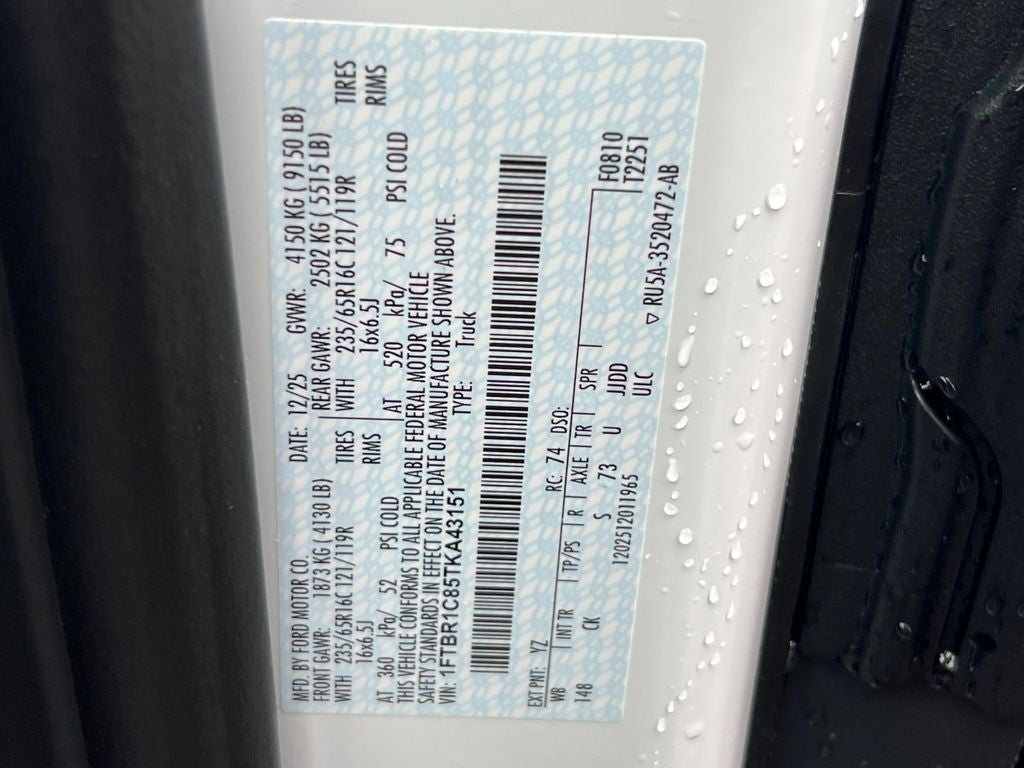 MFD. BY FORD MOTOR CO.
DATE: 12/25 GVWR: 4150 KG ( 9150 LB)
FRONT GAWR: 1873 KG ( 4130 LB)
REAR GAWR: 2502 KG ( 5515 LB)
WITH 235/65R16C 121/119R TIRES
WITH 235/65R16C 121/119R TIRES
16x6.5J RIMS
16x6.5J RIMS
AT 360 kPa/ 52 PSI COLD
AT 520 kPa/ 75 PSI COLD
THIS VEHICLE CONFORMS TO ALL APPLICABLE FEDERAL MOTOR VEHICLE
SAFETY STANDARDS IN EFFECT ON THE DATE OF MANUFACTURE SHOWN ABOVE.
VIN: 1FTBR1C85TKA43151
TYPE: Truck
EXT PNT: YZ RC: 74 DSO:
WB INT TR TP/PS R AXLE TR SPR F0810
T2251
148 CK S 73 U JJDD
1202512011965 ULC
▽ RU5A-3520472-AB